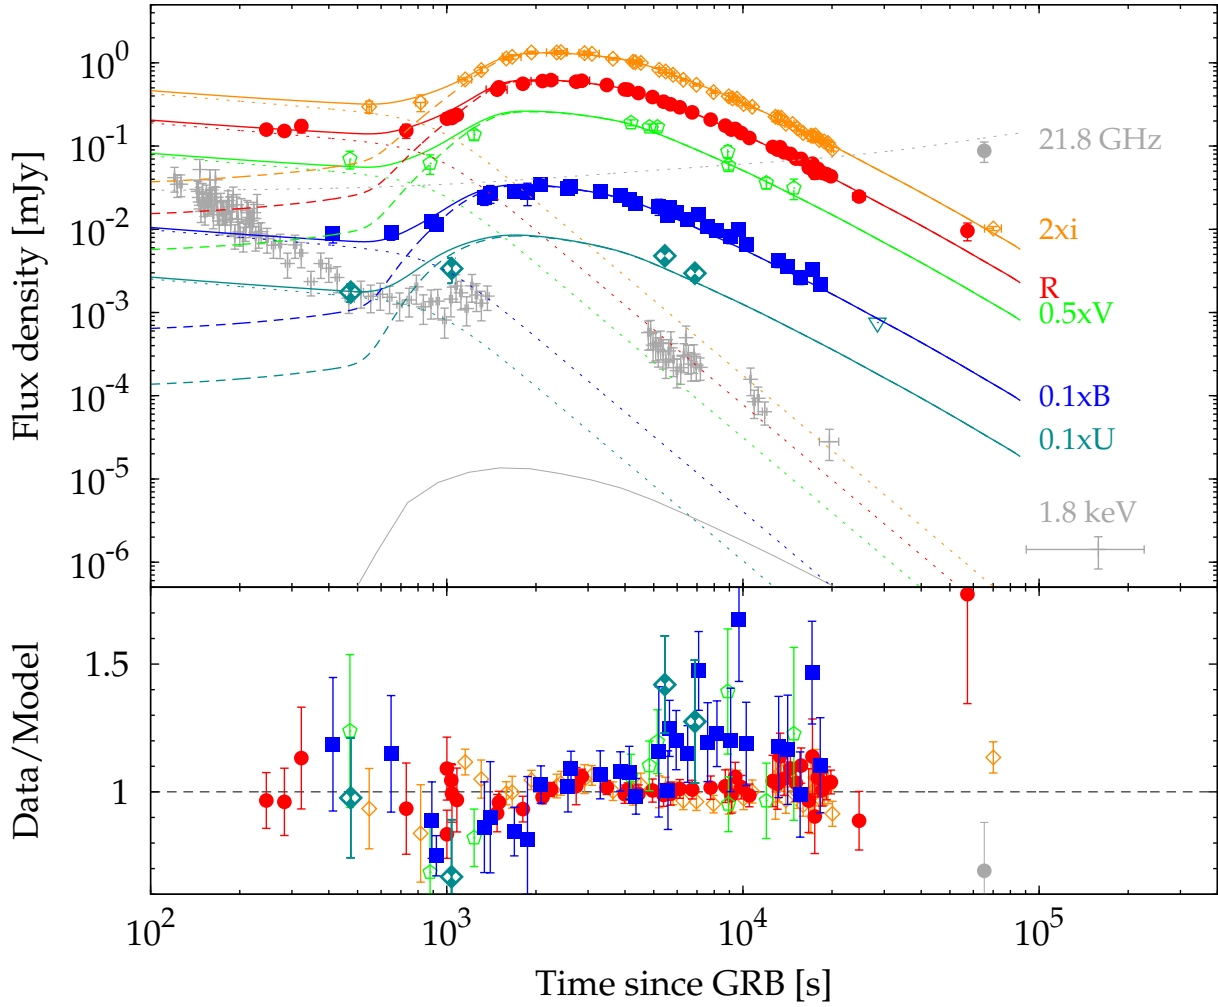 10^0
10^-1
10^-2
10^-3
10^-4
10^-5
10^-6
Flux density [mJy]
21.8 GHz
2xi
R
0.5xV
0.1xB
0.1xU
1.8 keV
1.5
1
Data/Model
10^2 10^3 10^4 10^5
Time since GRB [s]